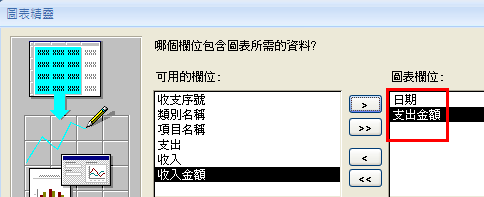 圖表精靈
哪個欄位包含圖表所需的資料?
可用的欄位:
收支序號
類別名稱
項目名稱
支出
收入
收入金額
>
>>
<
<<
圖表欄位:
日期
支出金額